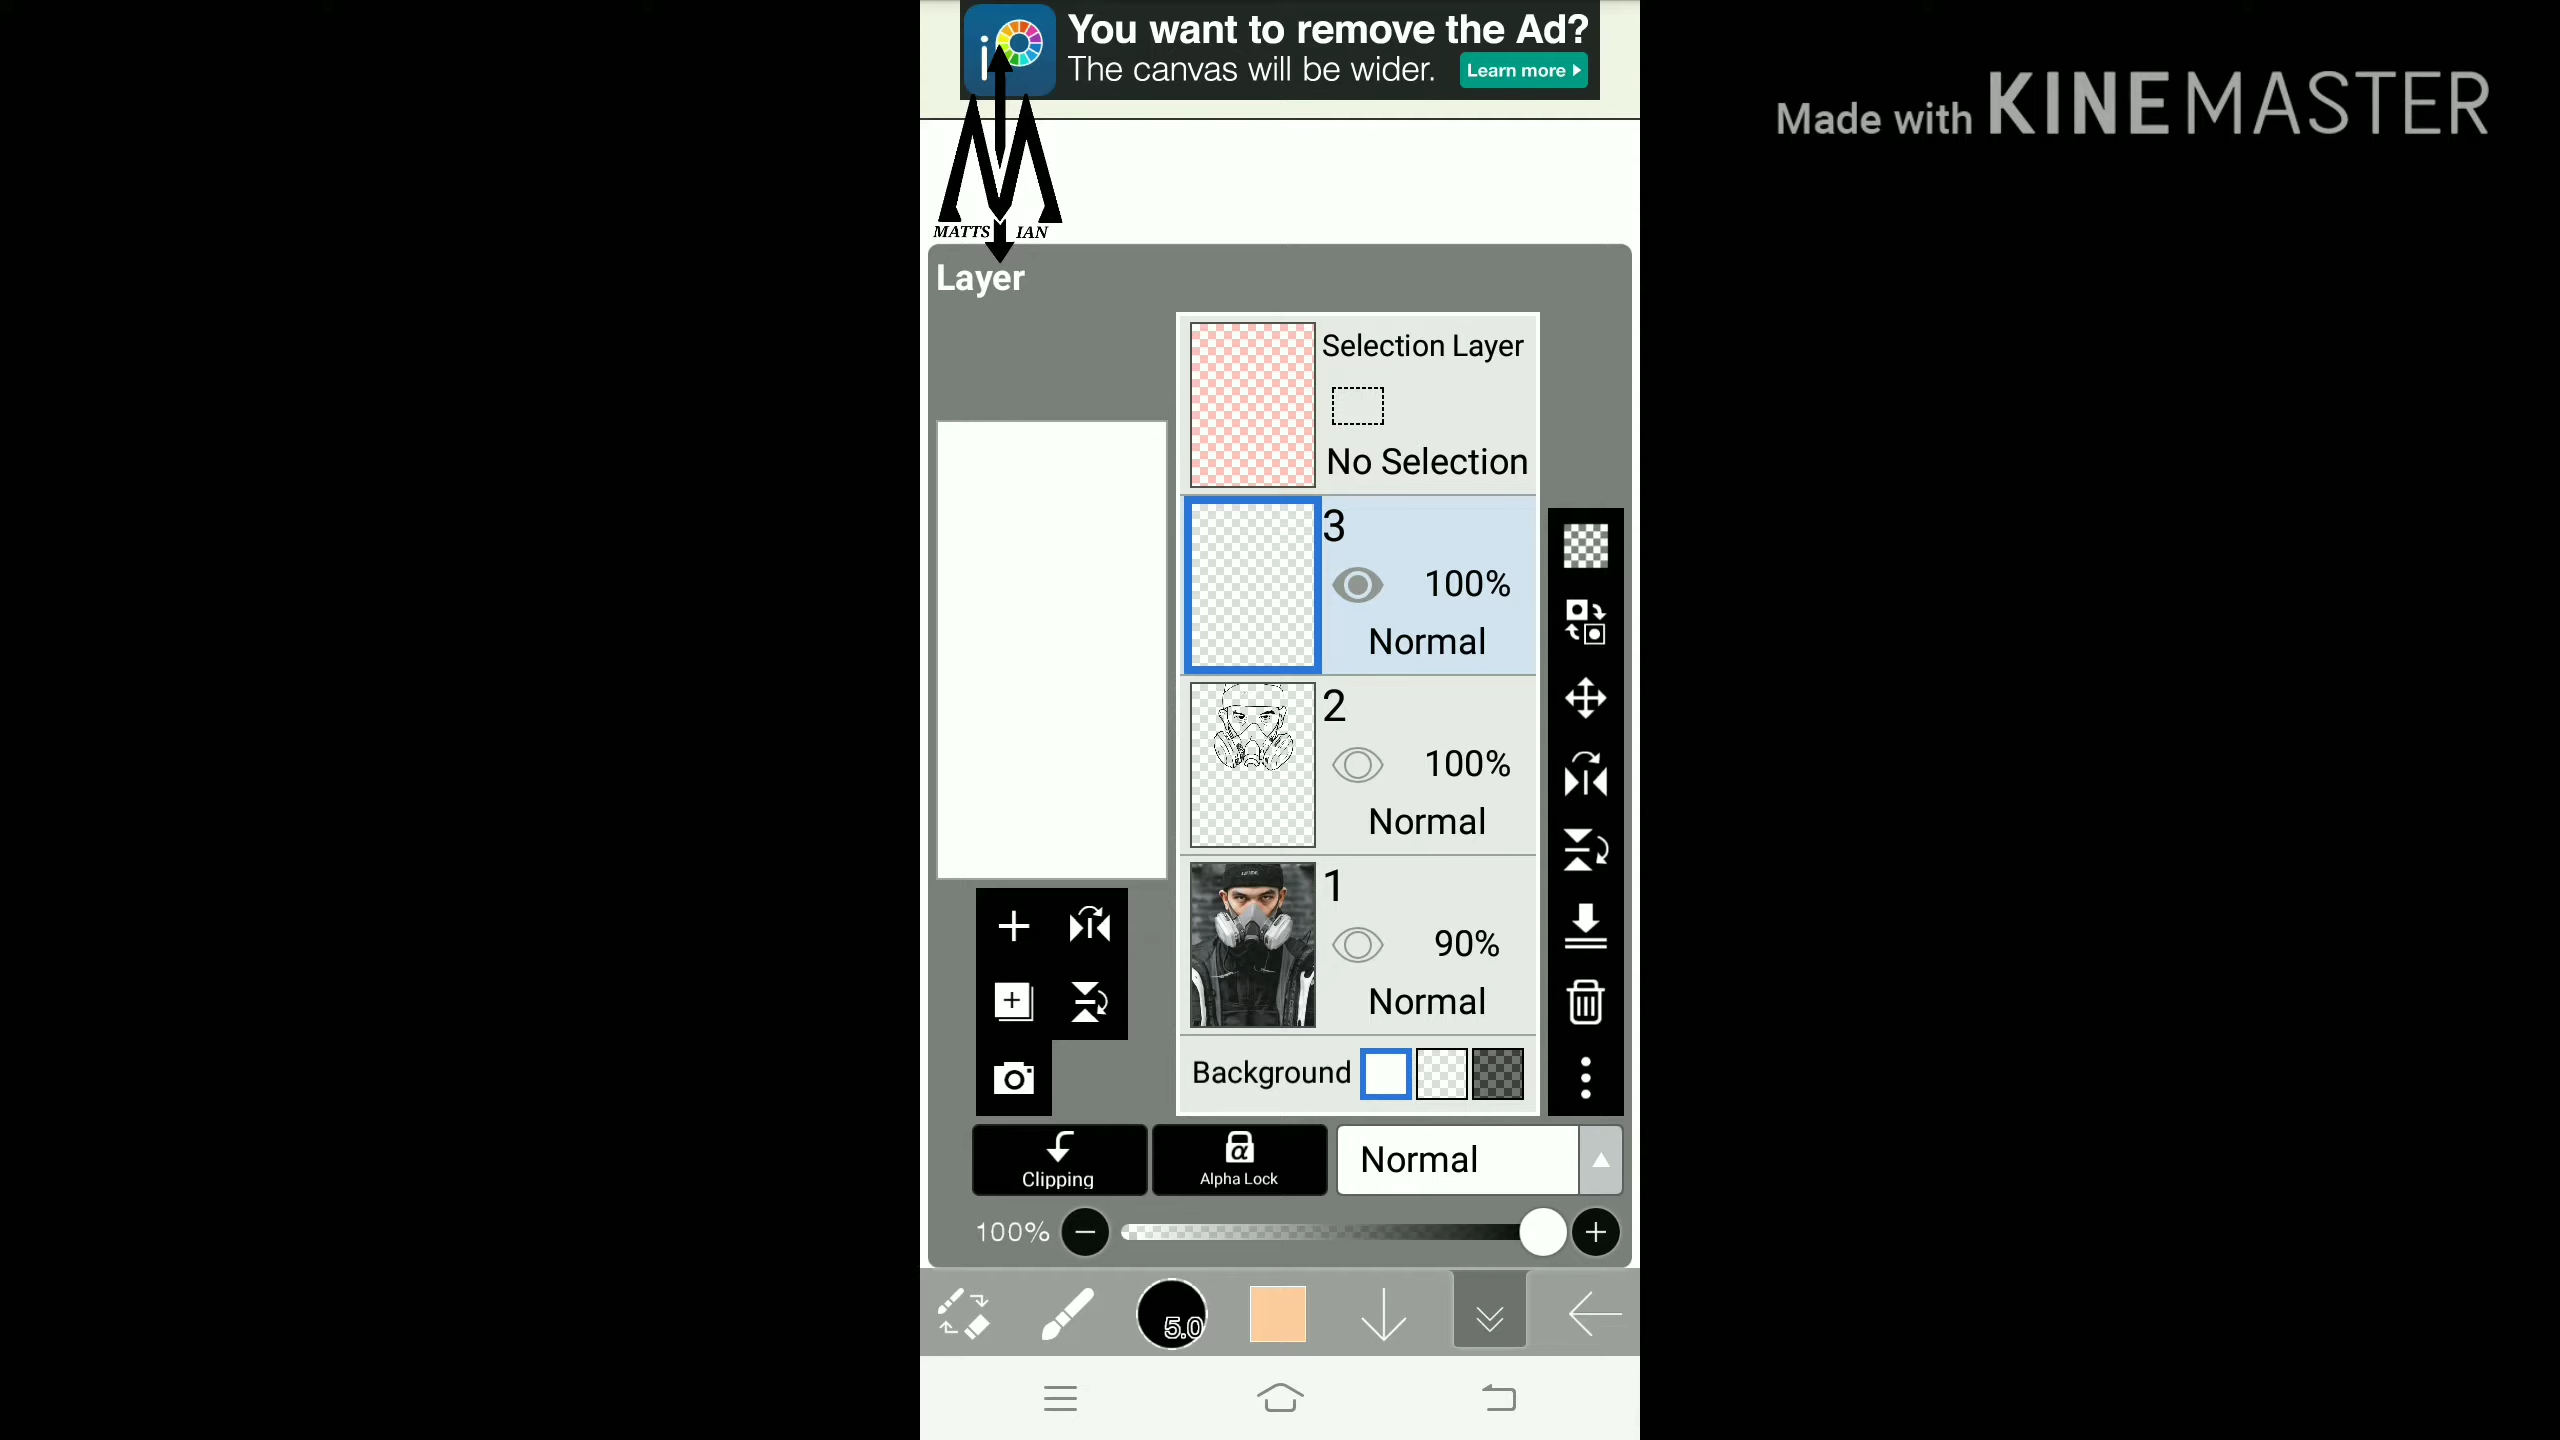 You want to remove the Ad?
The canvas will be wider.
Learn more
Made with KINEMASTER
MATTS IAN
Layer
Selection Layer
No Selection
3
100%
Normal
2
100%
Normal
1
90%
Normal
Background
Clipping
α
Alpha Lock
Normal
100%
5.0